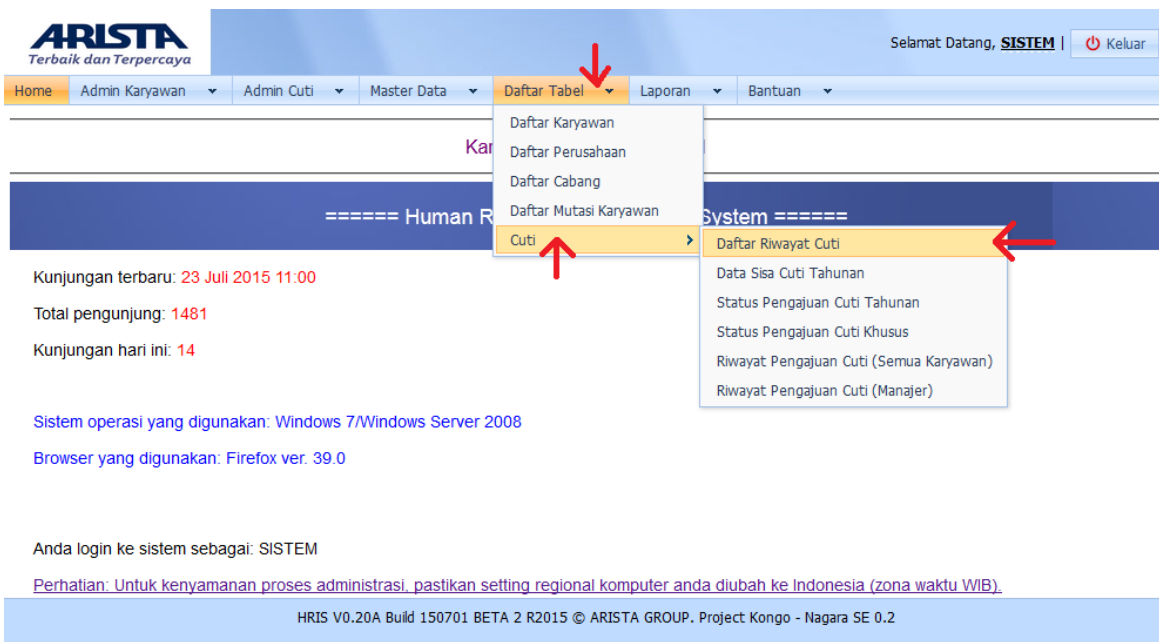 ARISTA
Terbaik dan Terpercaya
Selamat Datang, SISTEM |
Keluar
Home Admin Karyawan Admin Cuti Master Data Daftar Tabel Laporan Bantuan
Daftar Karyawan
Daftar Perusahaan
Daftar Cabang
Daftar Mutasi Karyawan
Cuti
Daftar Riwayat Cuti
Data Sisa Cuti Tahunan
Status Pengajuan Cuti Tahunan
Status Pengajuan Cuti Khusus
Riwayat Pengajuan Cuti (Semua Karyawan)
Riwayat Pengajuan Cuti (Manajer)
====== Human System ======
Kunjungan terbaru: 23 Juli 2015 11:00
Total pengunjung: 1481
Kunjungan hari ini: 14
Sistem operasi yang digunakan: Windows 7/Windows Server 2008
Browser yang digunakan: Firefox ver. 39.0
Anda login ke sistem sebagai: SISTEM
Perhatian: Untuk kenyamanan proses administrasi, pastikan setting regional komputer anda diubah ke Indonesia (zona waktu WIB).
HRIS V0.20A Build 150701 BETA 2 R2015 © ARISTA GROUP. Project Kongo - Nagara SE 0.2